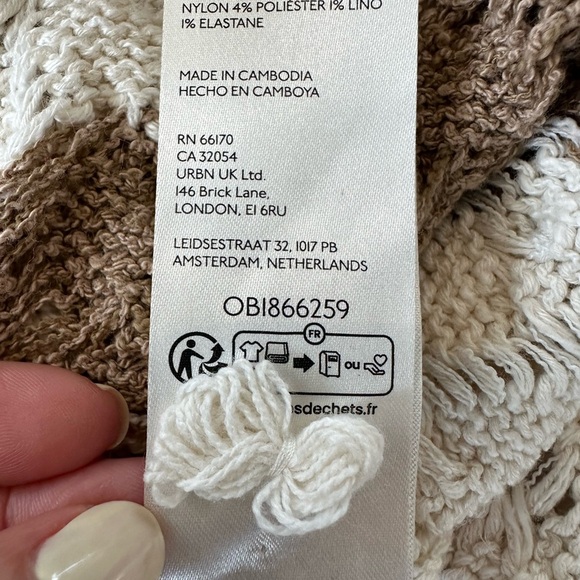 NYLON 4% POLIÉSTER 1% LINO
1% ELASTANE
MADE IN CAMBODIA
HECHO EN CAMBOYA
RN 66170
CA 32054
URBN UK Ltd.
146 Brick Lane,
LONDON, E1 6RU
LEIDSESTRAAT 32, 1017 PB
AMSTERDAM, NETHERLANDS
OB1866259
FR
ou
sdechets.fr